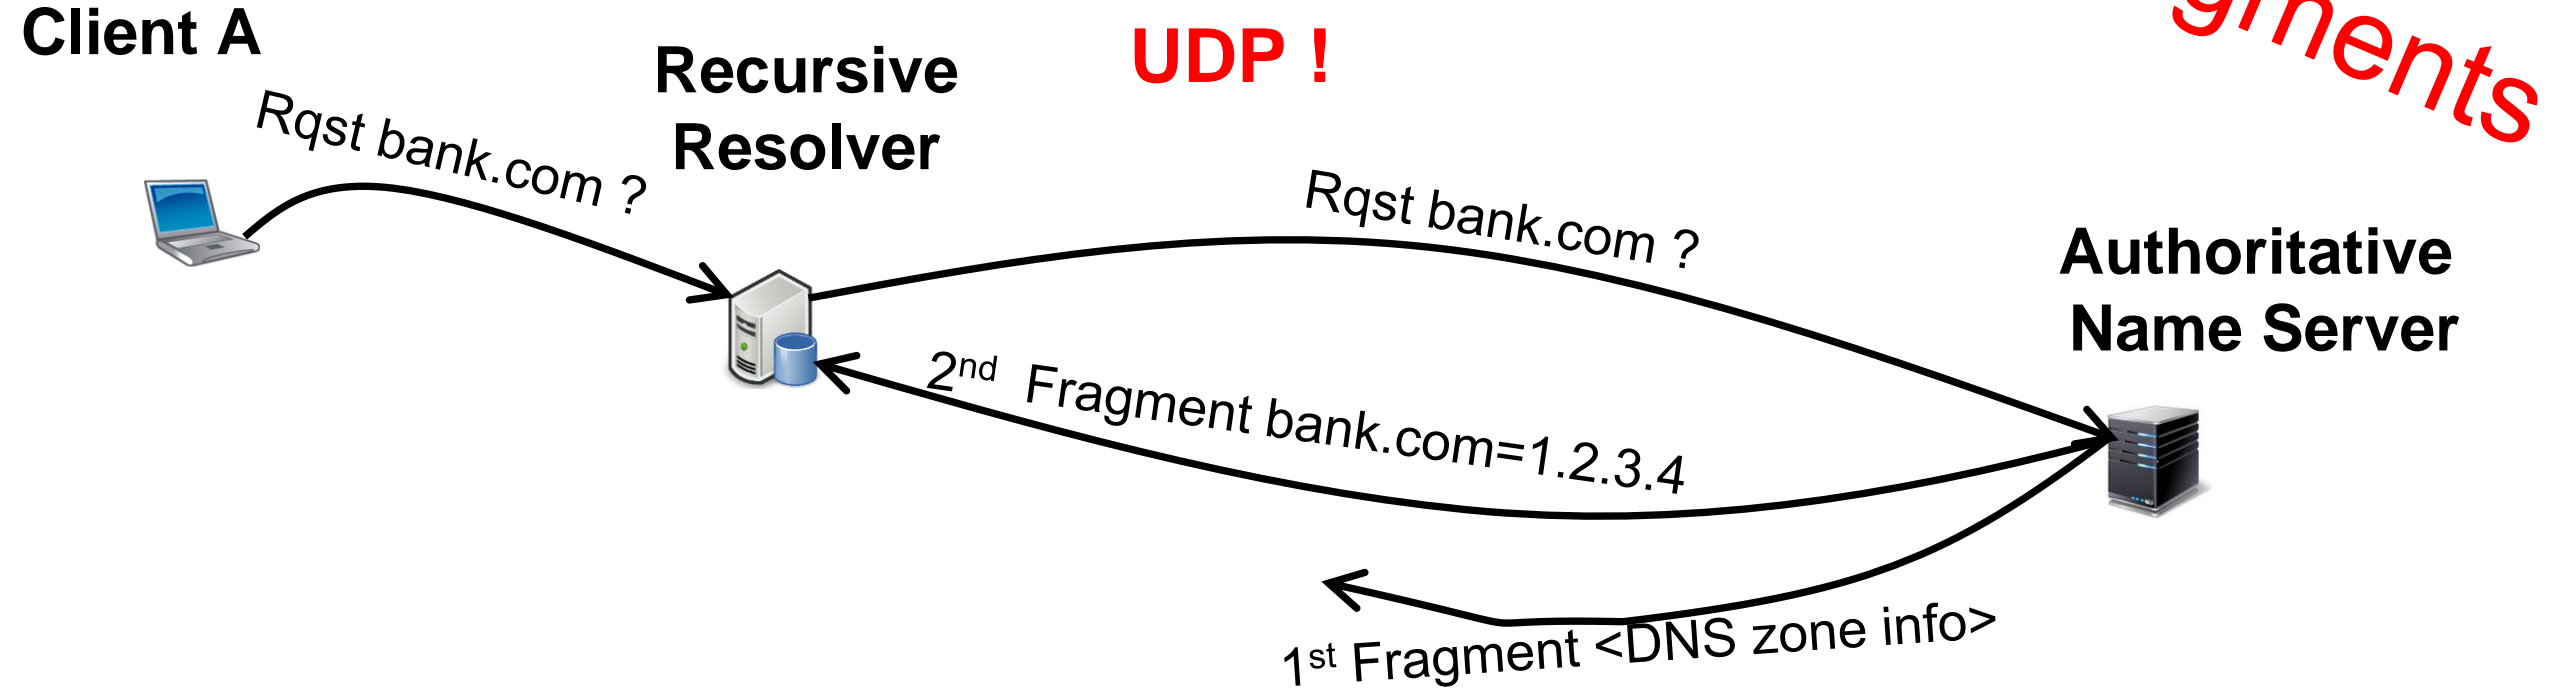 Client A
Recursive
Resolver
UDP !
Rqst bank.com ?
Rqst bank.com ?
Authoritative
Name Server
2nd Fragment bank.com=1.2.3.4
1st Fragment <DNS zone info>